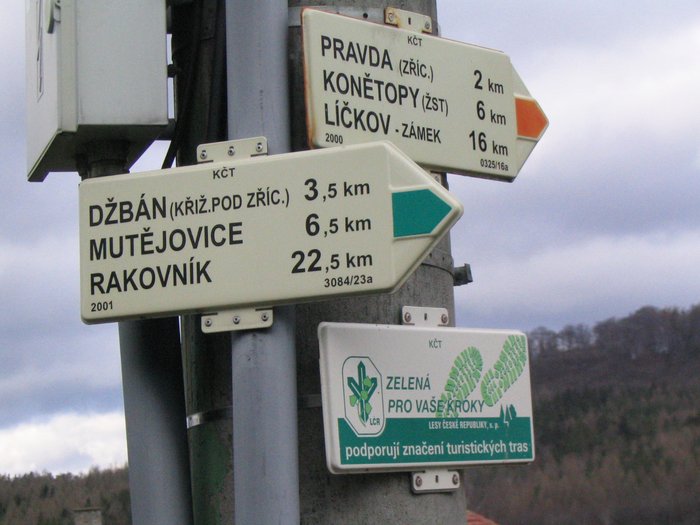 KČT
PRAVDA (ZŘÍC.) 2 km
KONĚTOPY (ŽST) 6 km
LÍČKOV - ZÁMEK 16 km
2000 0325/16a
KČT
DŽBÁN (KŘIŽ.POD ZŘÍC.) 3,5 km
MUTĚJOVICE 6,5 km
RAKOVNÍK 22,5 km
2001 3084/23a
KČT
ZELENÁ
PRO VAŠE KROKY
LČR
LESY ČESKÉ REPUBLIKY, s. p.
podporují značení turistických tras